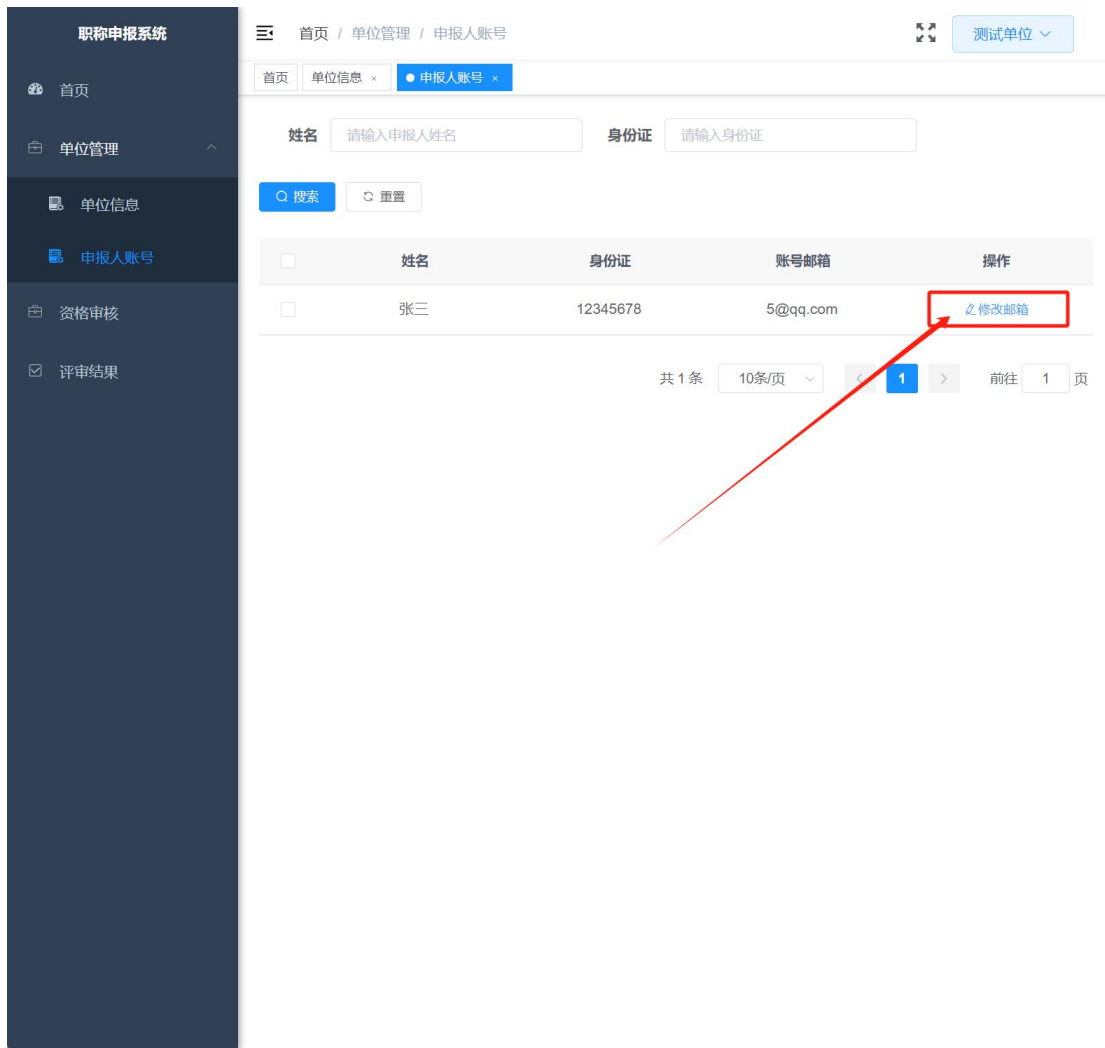 职称申报系统
首页 / 单位管理 / 申报人账号
测试单位
首页
单位信息 ×
申报人账号 ×
首页
单位管理
单位信息
申报人账号
资格审核
评审结果
姓名 请输入申报人姓名 身份证 请输入身份证
搜索 重置
姓名 身份证 账号邮箱 操作
张三 12345678 5@qq.com 修改邮箱
共 1 条 10条/页 < 1 > 前往 1 页